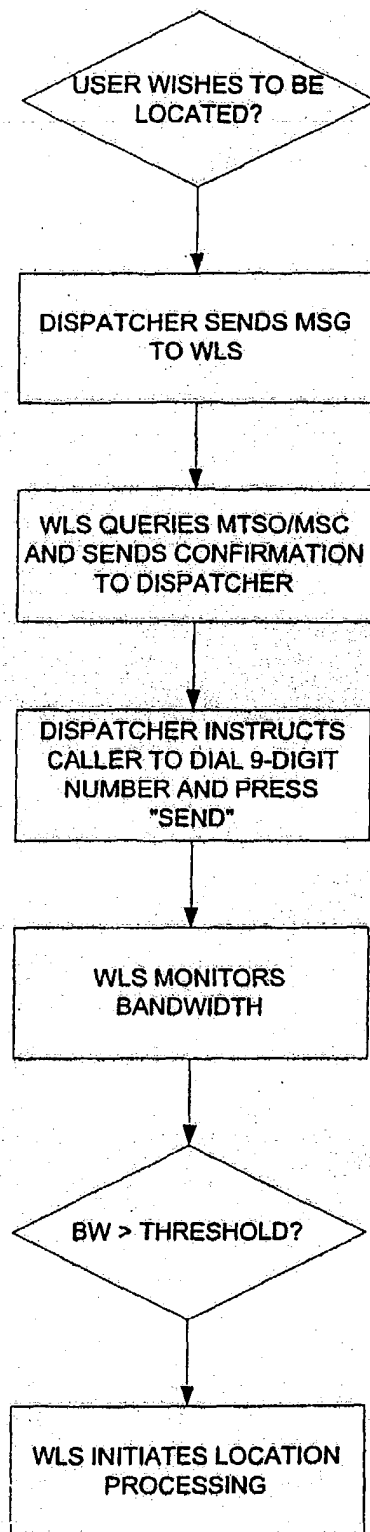 USER WISHES TO BE
LOCATED?
DISPATCHER SENDS MSG
TO WLS
WLS QUERIES MTSO/MSC
AND SENDS CONFIRMATION
TO DISPATCHER
DISPATCHER INSTRUCTS
CALLER TO DIAL 9-DIGIT
NUMBER AND PRESS
"SEND"
WLS MONITORS
BANDWIDTH
BW > THRESHOLD?
WLS INITIATES LOCATION
PROCESSING